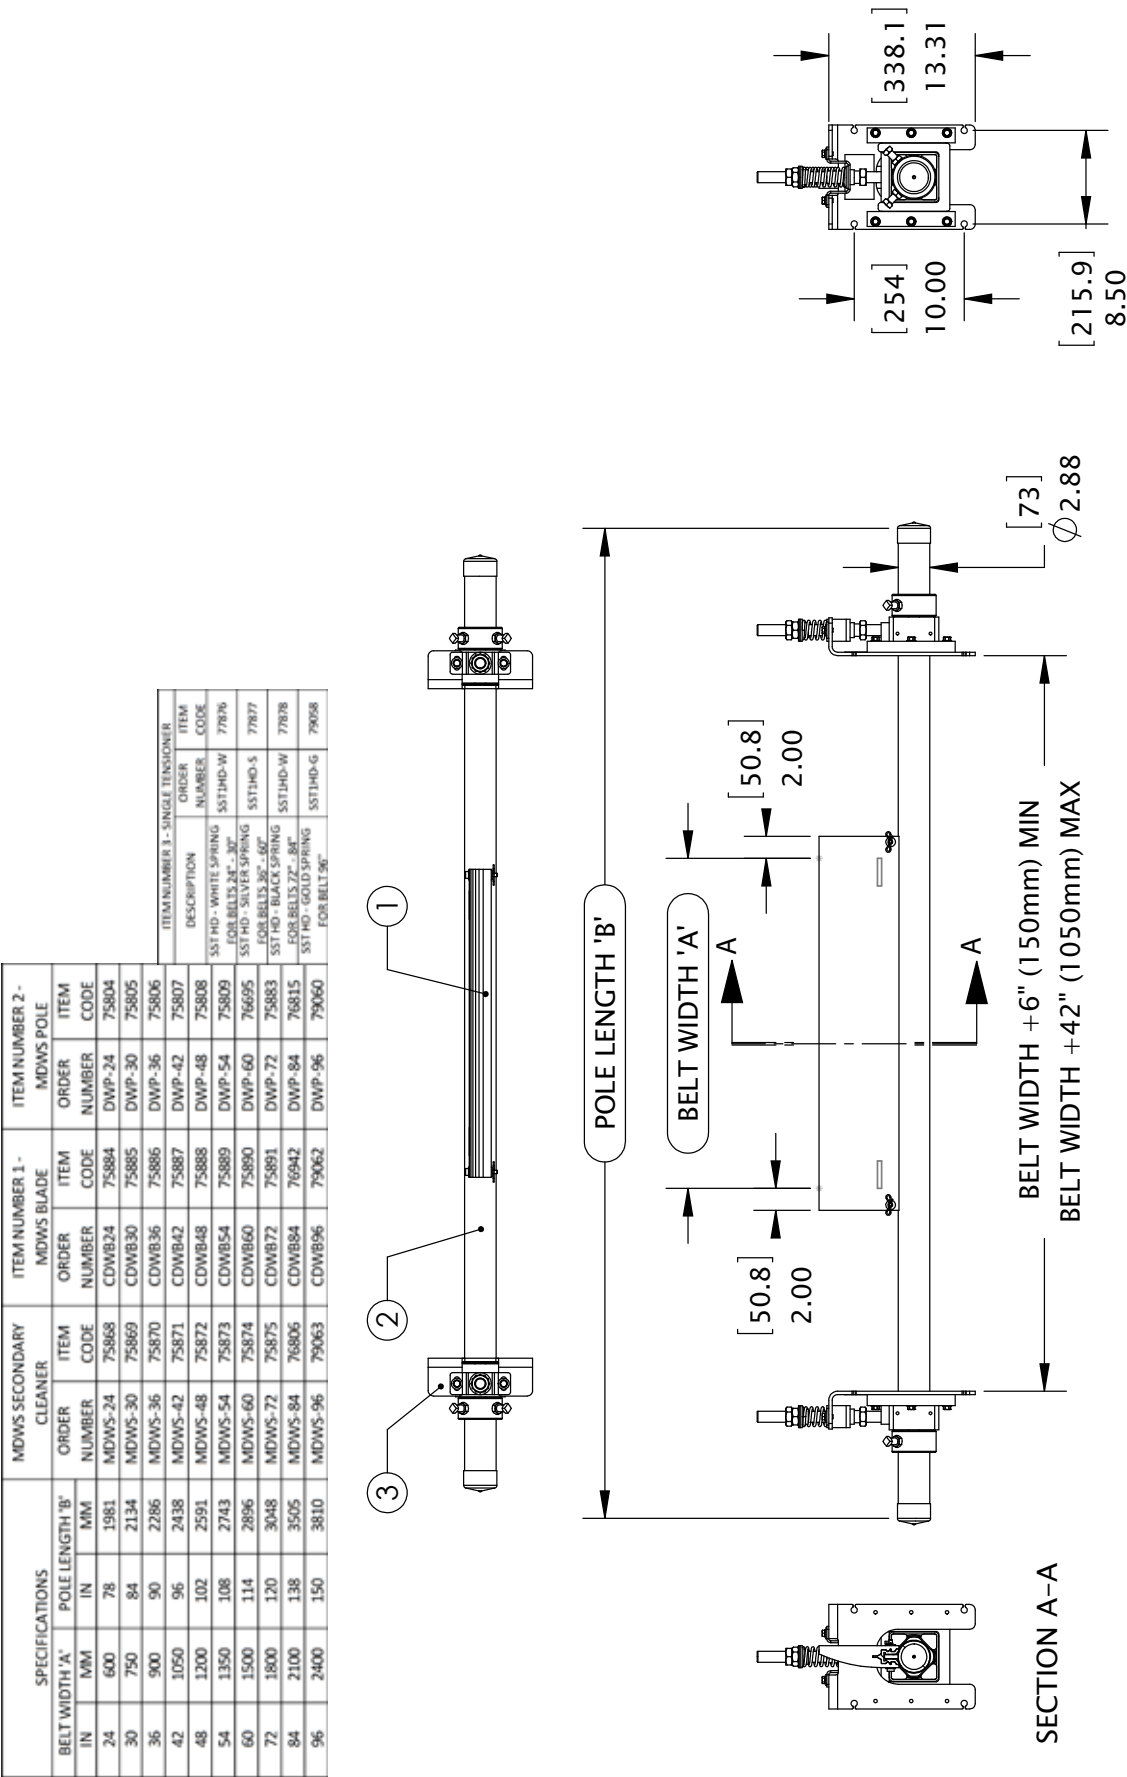 SPECIFICATIONS MDWS SECONDARY CLEANER ITEM NUMBER 1 - MDWS BLADE ITEM NUMBER 2 - MDWS POLE
BELT WIDTH 'A' POLE LENGTH 'B' ORDER NUMBER ITEM CODE ORDER NUMBER ITEM CODE ORDER NUMBER ITEM CODE
IN MM IN MM
24 600 78 1981 MDWS-24 75868 CDWB24 75884 DWP-24 75804
30 750 84 2134 MDWS-30 75869 CDWB30 75885 DWP-30 75805
36 900 90 2286 MDWS-36 75870 CDWB36 75886 DWP-36 75806
42 1050 96 2438 MDWS-42 75871 CDWB42 75887 DWP-42 75807
48 1200 102 2591 MDWS-48 75872 CDWB48 75888 DWP-48 75808
54 1350 108 2743 MDWS-54 75873 CDWB54 75889 DWP-54 75809
60 1500 114 2896 MDWS-60 75874 CDWB60 75890 DWP-60 76695
72 1800 120 3048 MDWS-72 75875 CDWB72 75891 DWP-72 75883
84 2100 138 3505 MDWS-84 76806 CDWB84 76942 DWP-84 76815
96 2400 150 3810 MDWS-96 79063 CDWB96 79062 DWP-96 79060
ITEM NUMBER 3 - SINGLE TENSIONER
DESCRIPTION ORDER NUMBER ITEM CODE
SST HD - WHITE SPRING SST1HD-W 77876
FOR BELTS 24" - 30"
SST HD - SILVER SPRING SST1HD-S 77877
FOR BELTS 36" - 60"
SST HD - BLACK SPRING SST1HD-W 77878
FOR BELTS 72" - 84"
SST HD - GOLD SPRING SST1HD-G 79058
FOR BELT 96"
3
2
1
POLE LENGTH 'B'
BELT WIDTH 'A'
[50.8]
2.00
[50.8]
2.00
A
A
[73]
Ø2.88
BELT WIDTH +6" (150mm) MIN
BELT WIDTH +42" (1050mm) MAX
SECTION A-A
[254]
10.00
[338.1]
13.31
[215.9]
8.50